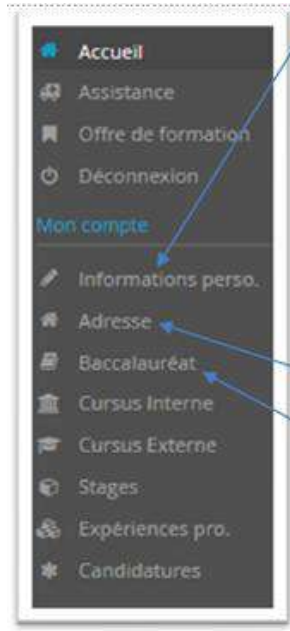 Accueil
Assistance
Offre de formation
Déconnexion
Mon compte
Informations perso.
Adresse
Baccalauréat
Cursus Interne
Cursus Externe
Stages
Expériences pro.
Candidatures